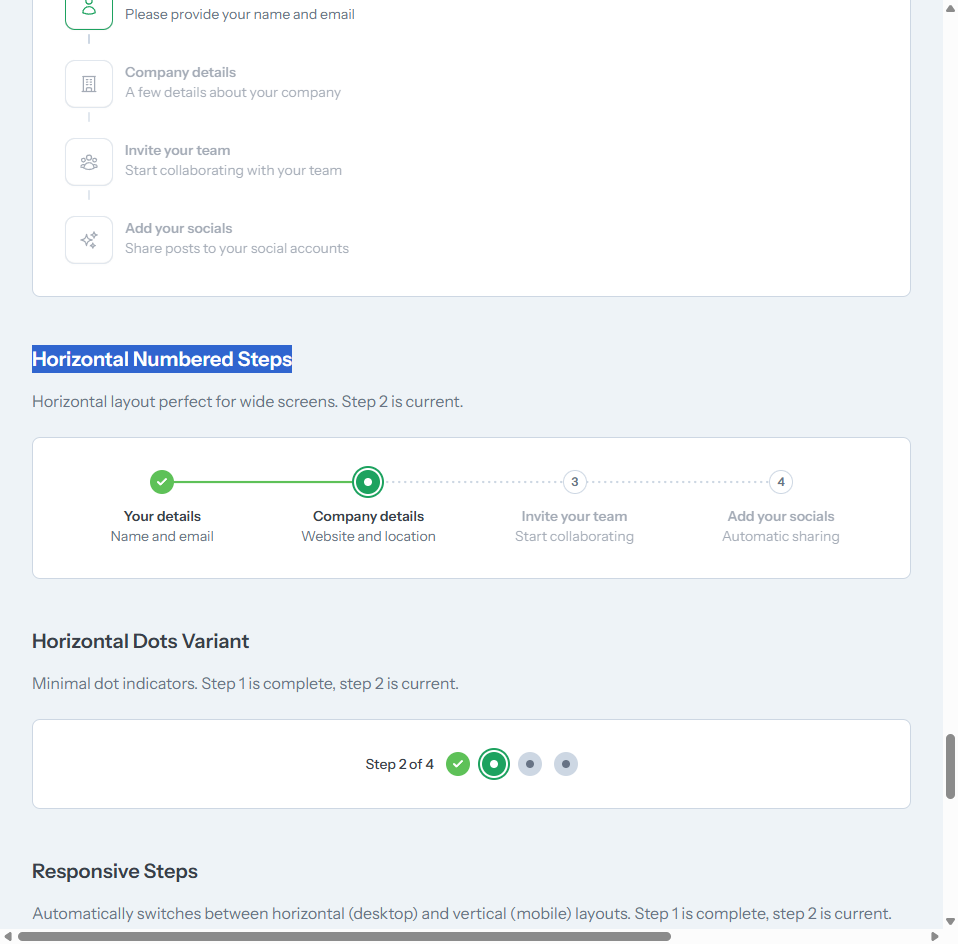 Please provide your name and email
Company details
A few details about your company
Invite your team
Start collaborating with your team
Add your socials
Share posts to your social accounts
Horizontal Numbered Steps
Horizontal layout perfect for wide screens. Step 2 is current.
3
4
Your details
Company details
Invite your team
Add your socials
Name and email
Website and location
Start collaborating
Automatic sharing
Horizontal Dots Variant
Minimal dot indicators. Step 1 is complete, step 2 is current.
Step 2 of 4
Responsive Steps
Automatically switches between horizontal (desktop) and vertical (mobile) layouts. Step 1 is complete, step 2 is current.